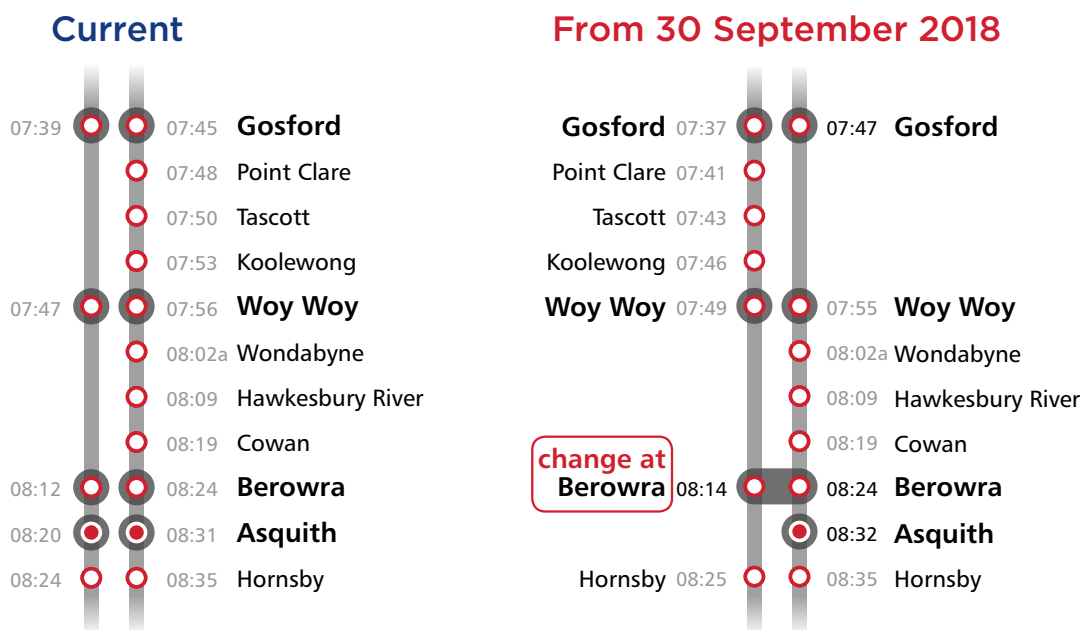 Current
07:39 07:45 Gosford
07:48 Point Clare
07:50 Tascott
07:53 Koolewong
07:47 07:56 Woy Woy
08:02a Wondabyne
08:09 Hawkesbury River
08:19 Cowan
08:12 08:24 Berowra
08:20 08:31 Asquith
08:24 08:35 Hornsby
From 30 September 2018
Gosford 07:37 07:47 Gosford
Point Clare 07:41
Tascott 07:43
Koolewong 07:46
Woy Woy 07:49 07:55 Woy Woy
08:02a Wondabyne
08:09 Hawkesbury River
08:19 Cowan
change at
Berowra 08:14 08:24 Berowra
08:32 Asquith
Hornsby 08:25 08:35 Hornsby